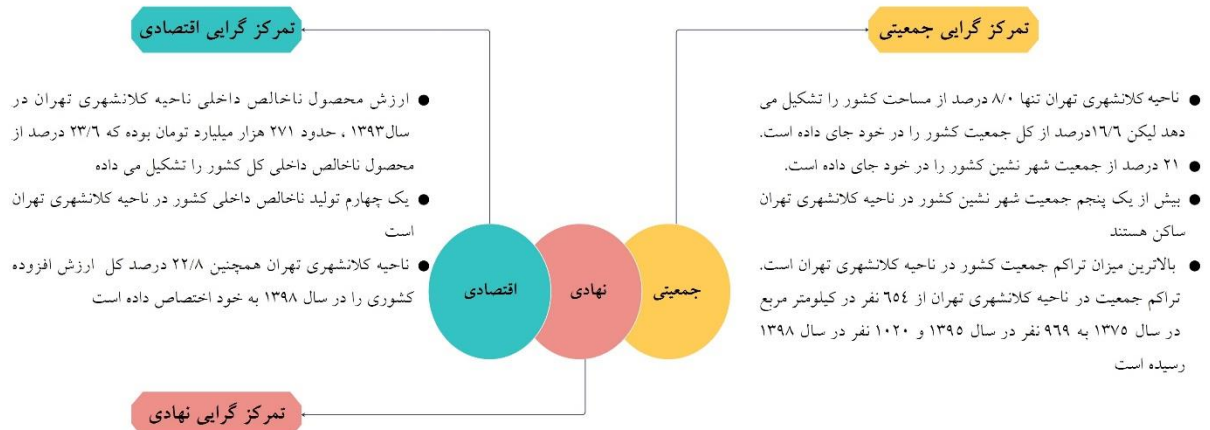 تمرکز گرایی جمعیتی
● ناحیه کلانشهری تهران تنها ۸/۰ درصد از مساحت کشور را تشکیل می
دهد لیکن ۱۶/۶درصد از کل جمعیت کشور را در خود جای داده است.
● ۲۱ درصد از جمعیت شهر نشین کشور را در خود جای داده است.
● بیش از یک پنجم جمعیت شهر نشین کشور در ناحیه کلانشهری تهران
ساکن هستند
● بالاترین میزان تراکم جمعیت کشور در ناحیه کلانشهری تهران است.
تراکم جمعیت در ناحیه کلانشهری تهران از ۶۵۴ نفر در کیلومتر مربع
در سال ۱۳۷۵ به ۹۶۹ نفر در سال ۱۳۹۵ و ۱۰۲۰ نفر در سال ۱۳۹۸
رسیده است
تمرکز گرایی اقتصادی
● ارزش محصول ناخالص داخلی ناحیه کلانشهری تهران در
سال۱۳۹۳ ، حدود ۲۷۱ هزار میلیارد تومان بوده که ۲۳/۶ درصد از
محصول ناخالص داخلی کل کشور را تشکیل می داده
● یک چهارم تولید ناخالص داخلی کشور در ناحیه کلانشهری تهران
است
● ناحیه کلانشهری تهران همچنین ۲۲/۸ درصد کل ارزش افزوده
کشوری را در سال ۱۳۹۸ به خود اختصاص داده است
جمعیتی
نهادی
اقتصادی
تمرکز گرایی نهادی